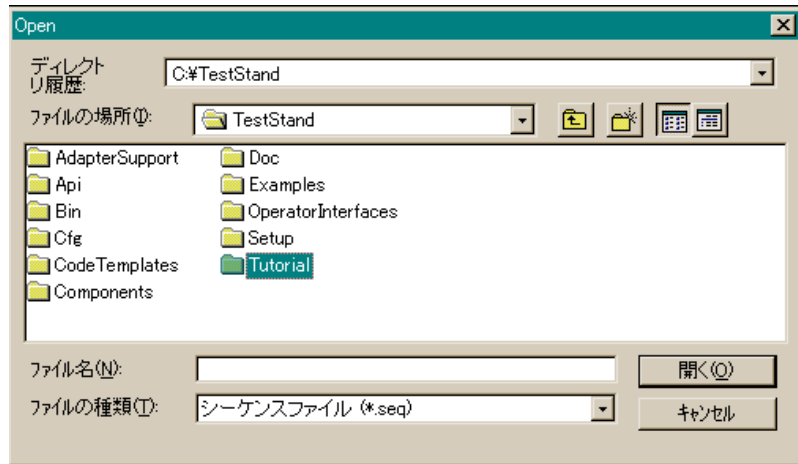 Open
ディレクト
リ履歴:
C:¥TestStand
ファイルの場所(I):
TestStand
AdapterSupport
Api
Bin
Cfg
CodeTemplates
Components
Doc
Examples
OperatorInterfaces
Setup
Tutorial
ファイル名(N):
開く(O)
ファイルの種類(T):
シーケンスファイル (*.seq)
キャンセル